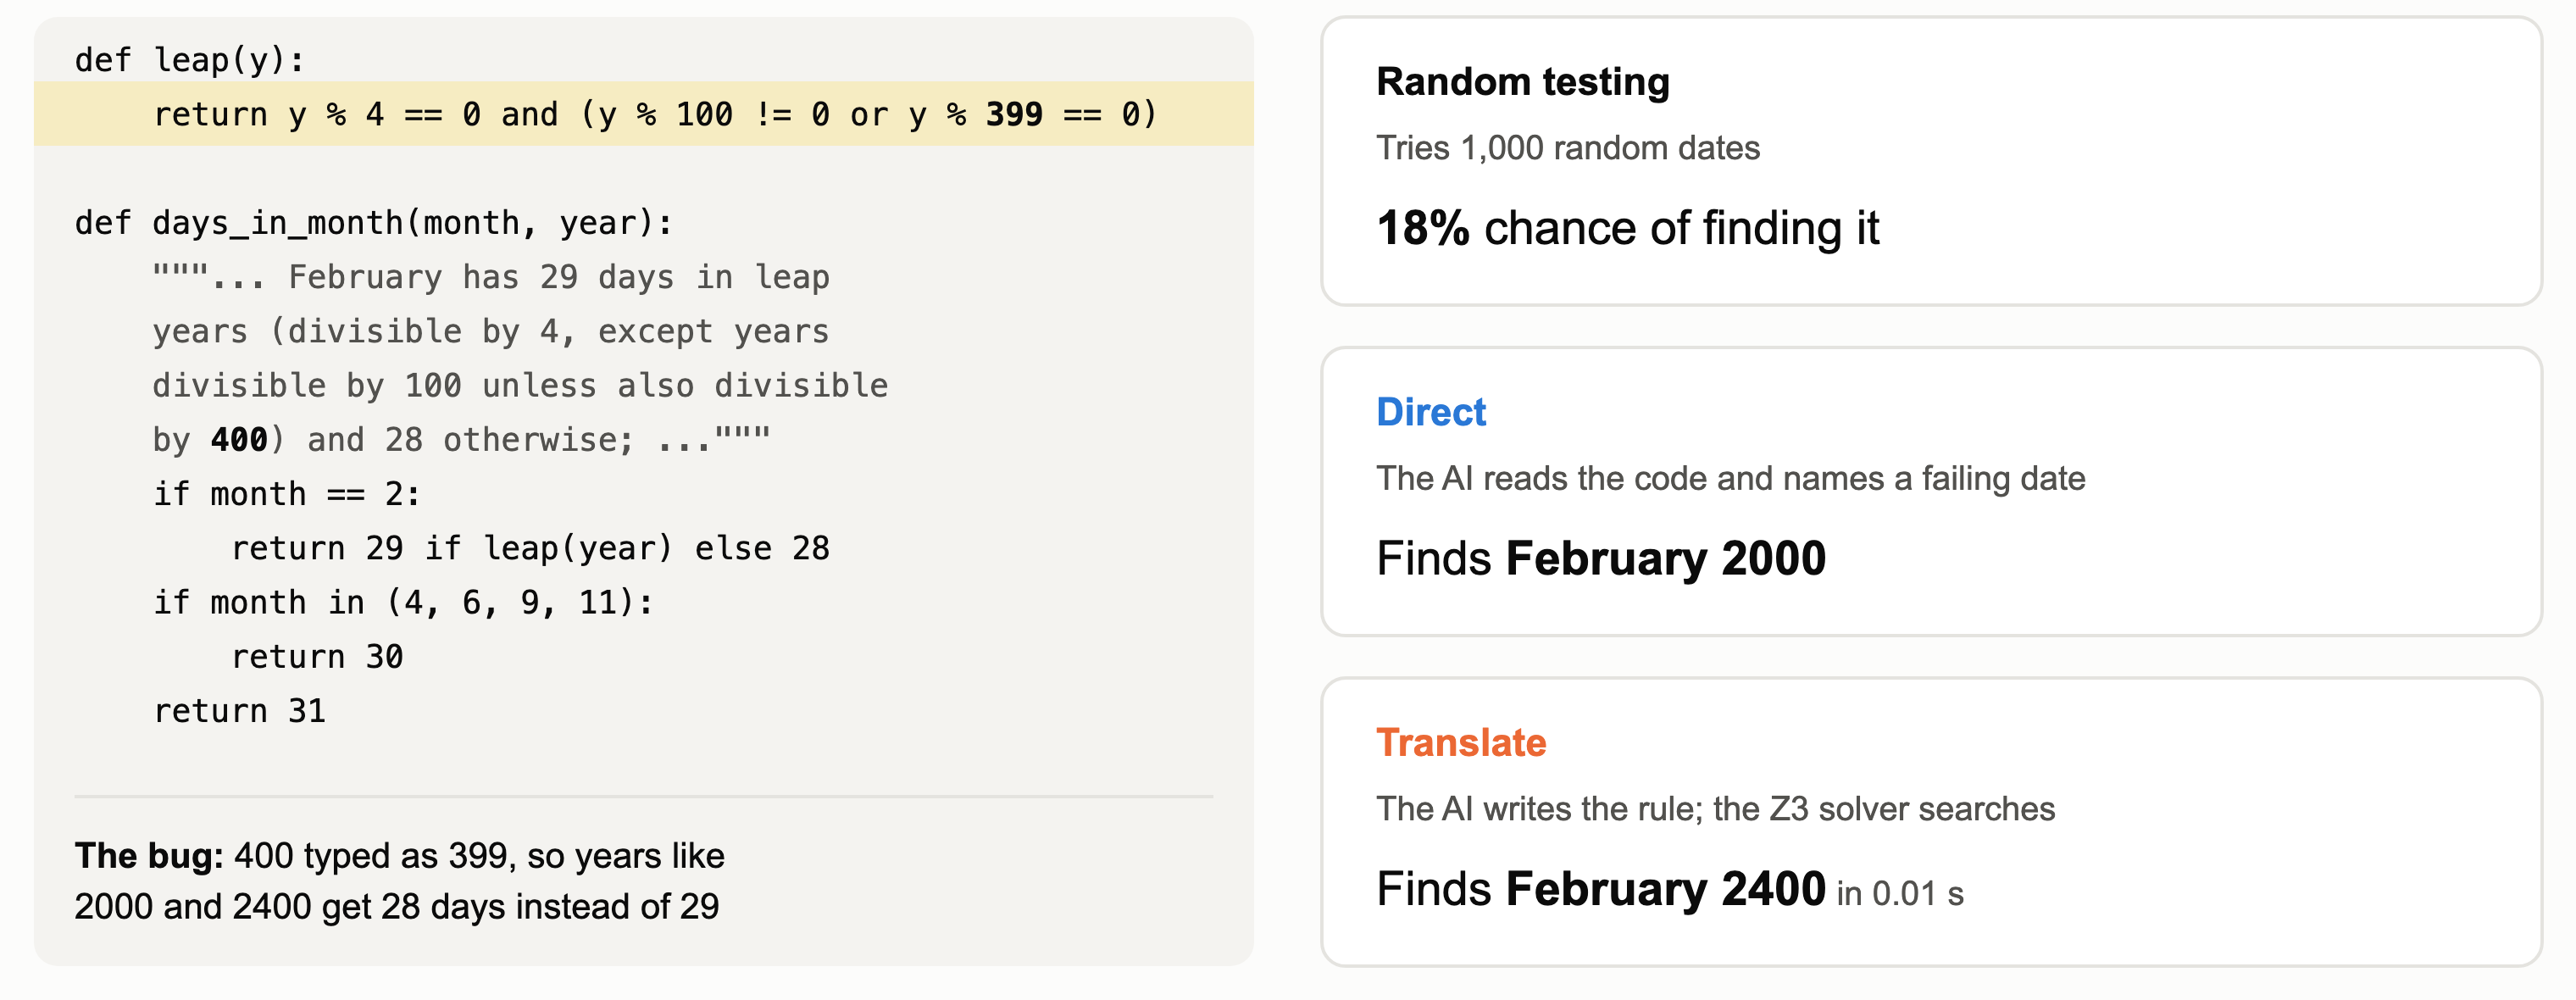 def leap(y):
    return y % 4 == 0 and (y % 100 != 0 or y % 399 == 0)
def days_in_month(month, year):
    """... February has 29 days in leap
    years (divisible by 4, except years
    divisible by 100 unless also divisible
    by 400) and 28 otherwise; ..."""
    if month == 2:
        return 29 if leap(year) else 28
    if month in (4, 6, 9, 11):
        return 30
    return 31
The bug: 400 typed as 399, so years like
2000 and 2400 get 28 days instead of 29
Random testing
Tries 1,000 random dates
18% chance of finding it
Direct
The AI reads the code and names a failing date
Finds February 2000
Translate
The AI writes the rule; the Z3 solver searches
Finds February 2400 in 0.01 s